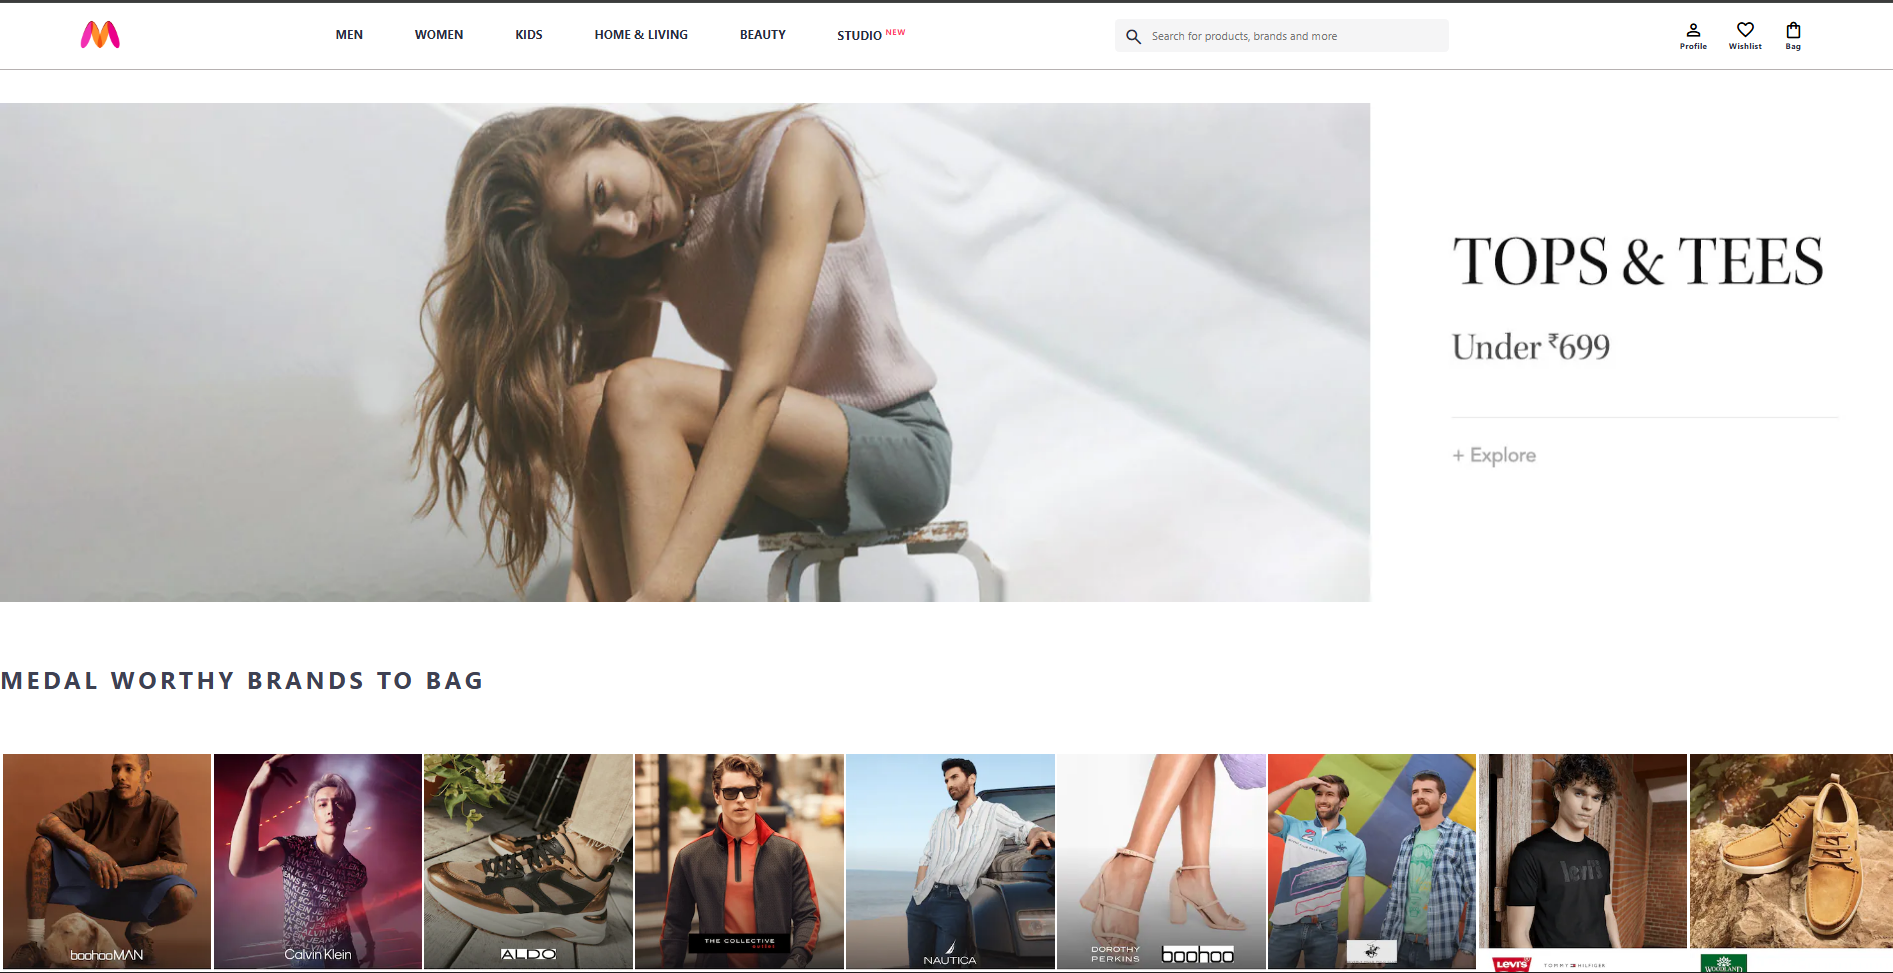 MEN WOMEN KIDS HOME & LIVING BEAUTY STUDIO NEW
Search for products, brands and more
Profile Wishlist Bag
TOPS & TEES
Under ₹699
+ Explore
MEDAL WORTHY BRANDS TO BAG
boohooMAN
Calvin Klein
ALDO
THE COLLECTIVE
outlet
NAUTICA
DOROTHY
PERKINS
boohoo
LEVI'S
TOMMY HILFIGER
WOODLAND